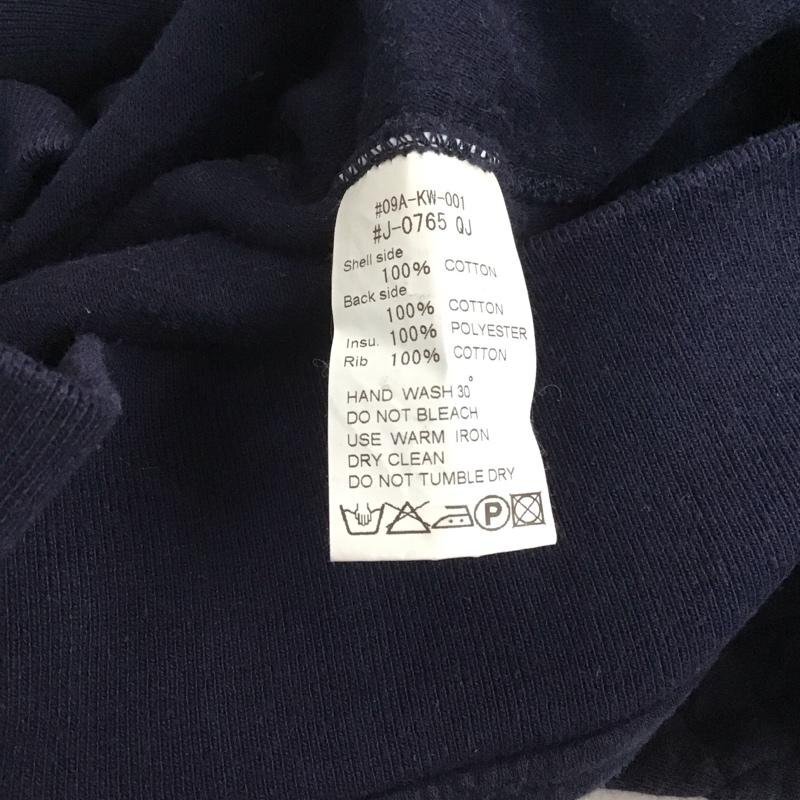 #09A-KW-001
#J-0765 QJ
Shell side
100% COTTON
Back side
100% COTTON
Insu. 100% POLYESTER
Rib 100% COTTON
HAND WASH 30°
DO NOT BLEACH
USE WARM IRON
DRY CLEAN
DO NOT TUMBLE DRY
P